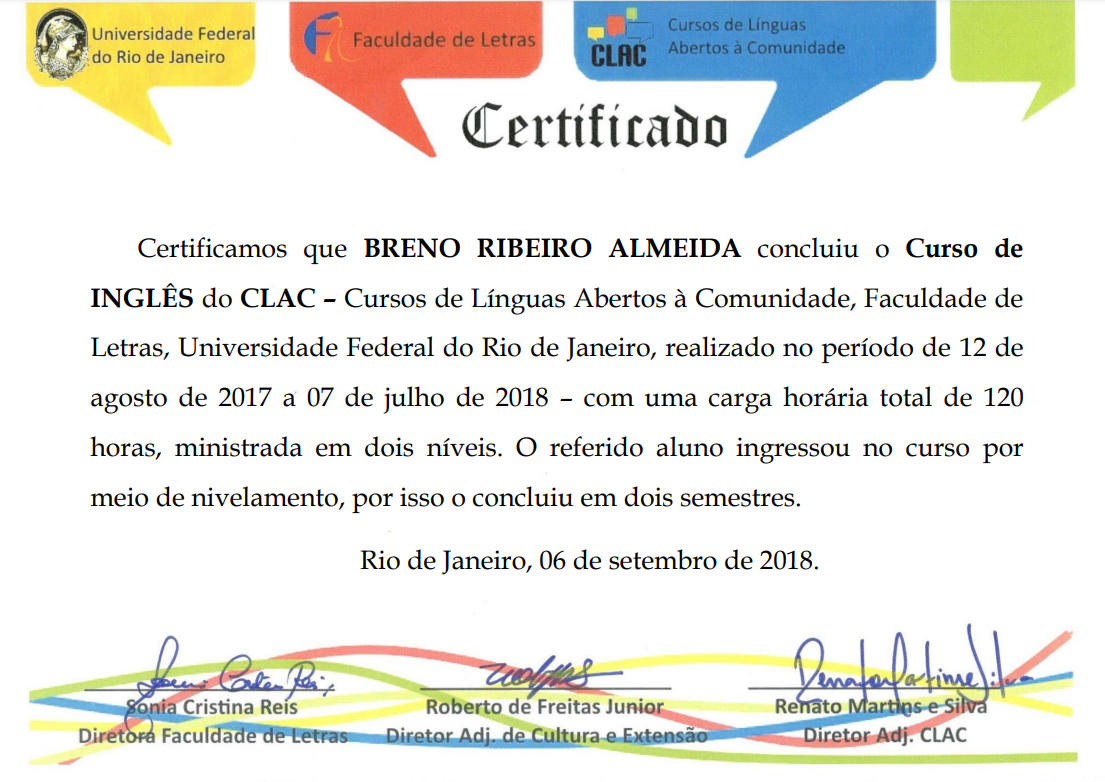 Universidade Federal
do Rio de Janeiro
Faculdade de Letras
CLAC
Cursos de Línguas
Abertos à Comunidade
Certificado
Certificamos que BRENO RIBEIRO ALMEIDA concluiu o Curso de
INGLÊS do CLAC – Cursos de Línguas Abertos à Comunidade, Faculdade de
Letras, Universidade Federal do Rio de Janeiro, realizado no período de 12 de
agosto de 2017 a 07 de julho de 2018 – com uma carga horária total de 120
horas, ministrada em dois níveis. O referido aluno ingressou no curso por
meio de nivelamento, por isso o concluiu em dois semestres.
Rio de Janeiro, 06 de setembro de 2018.
Sonia Cristina Reis
Diretora Faculdade de Letras
Roberto de Freitas Junior
Diretor Adj. de Cultura e Extensão
Renato Martins e Silva
Diretor Adj. CLAC